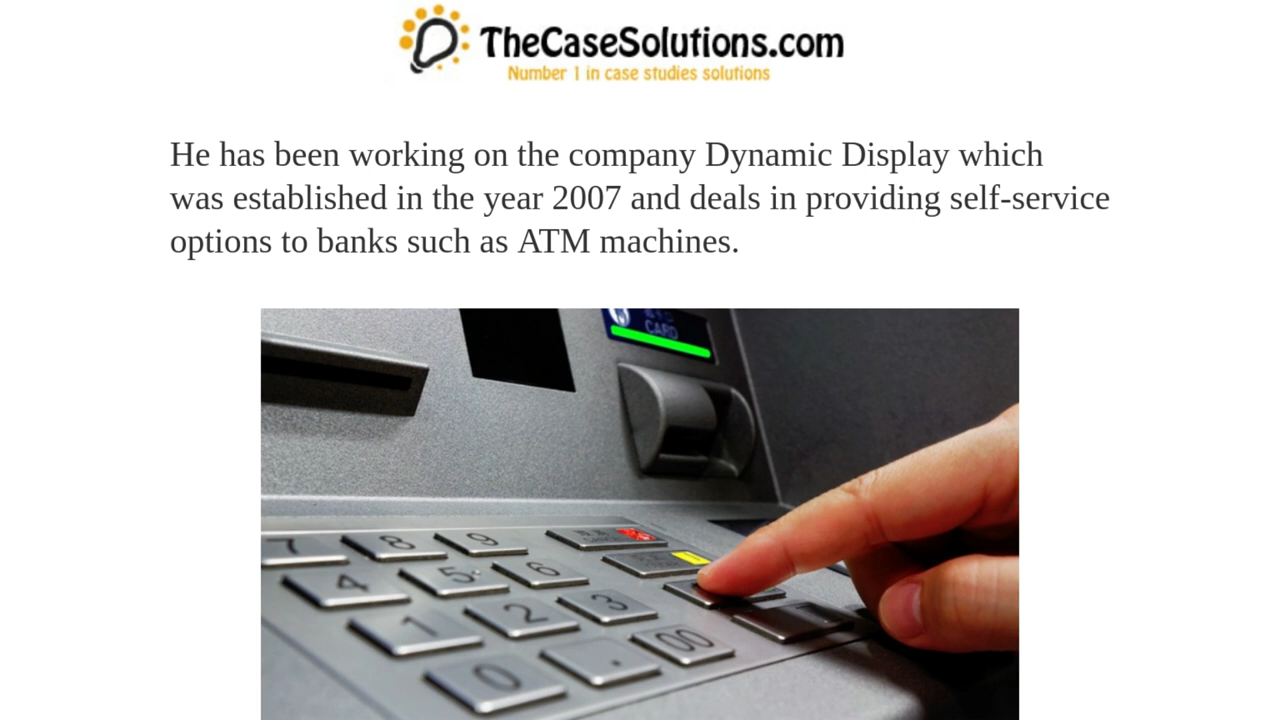 TheCaseSolutions.com
Number 1 in case studies solutions
He has been working on the company Dynamic Display which
was established in the year 2007 and deals in providing self-service
options to banks such as ATM machines.
CARD
7 8 9
4 5 6
1 2 3
0 . 00